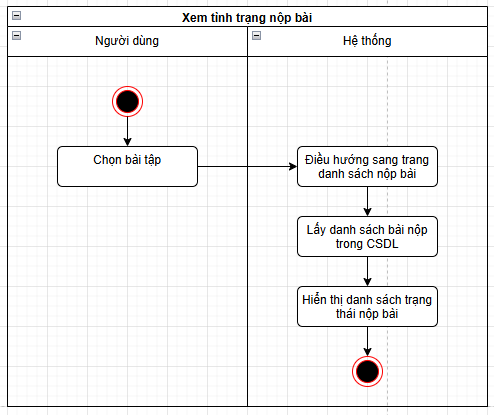 Xem tình trạng nộp bài
Người dùng
Hệ thống
Chọn bài tập
Điều hướng sang trang
danh sách nộp bải
Lấy danh sách bài nộp
trong CSDL
Hiển thị danh sách trạng
thái nộp bài